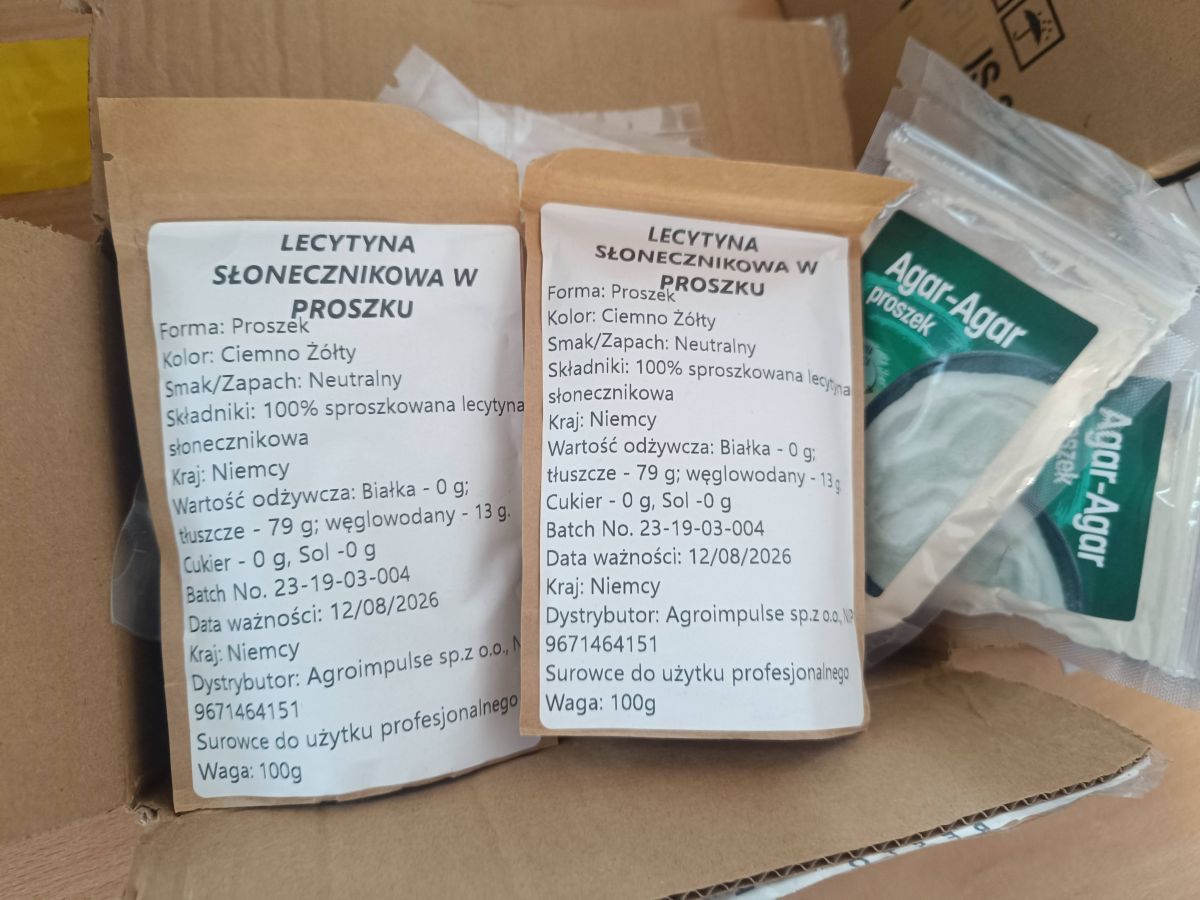 LECYTYNA
SŁONECZNIKOWA W
PROSZKU
Forma: Proszek
Kolor: Ciemno Żółty
Smak/Zapach: Neutralny
Składniki: 100% sproszkowana lecytyna
słonecznikowa
Kraj: Niemcy
Wartość odżywcza: Białka - 0 g;
tłuszcze - 79 g; węglowodany - 13 g.
Cukier - 0 g, Sol -0 g
Batch No. 23-19-03-004
Data ważności: 12/08/2026
Kraj: Niemcy
Dystrybutor: Agroimpulse sp.z o.o., N
9671464151
Surowce do użytku profesjonalnego
Waga: 100g
LECYTYNA
SŁONECZNIKOWA W
PROSZKU
Forma: Proszek
Kolor: Ciemno Żółty
Smak/Zapach: Neutralny
Składniki: 100% sproszkowana lecytyna
słonecznikowa
Kraj: Niemcy
Wartość odżywcza: Białka - 0 g;
tłuszcze - 79 g; węglowodany - 13 g
Cukier - 0 g, Sol -0 g
Batch No. 23-19-03-004
Data ważności: 12/08/2026
Kraj: Niemcy
Dystrybutor: Agroimpulse sp.z o.o., NIP
9671464151
Surowce do użytku profesjonalnego
Waga: 100g
Agar-Agar
proszek
Agar-Agar
oszek